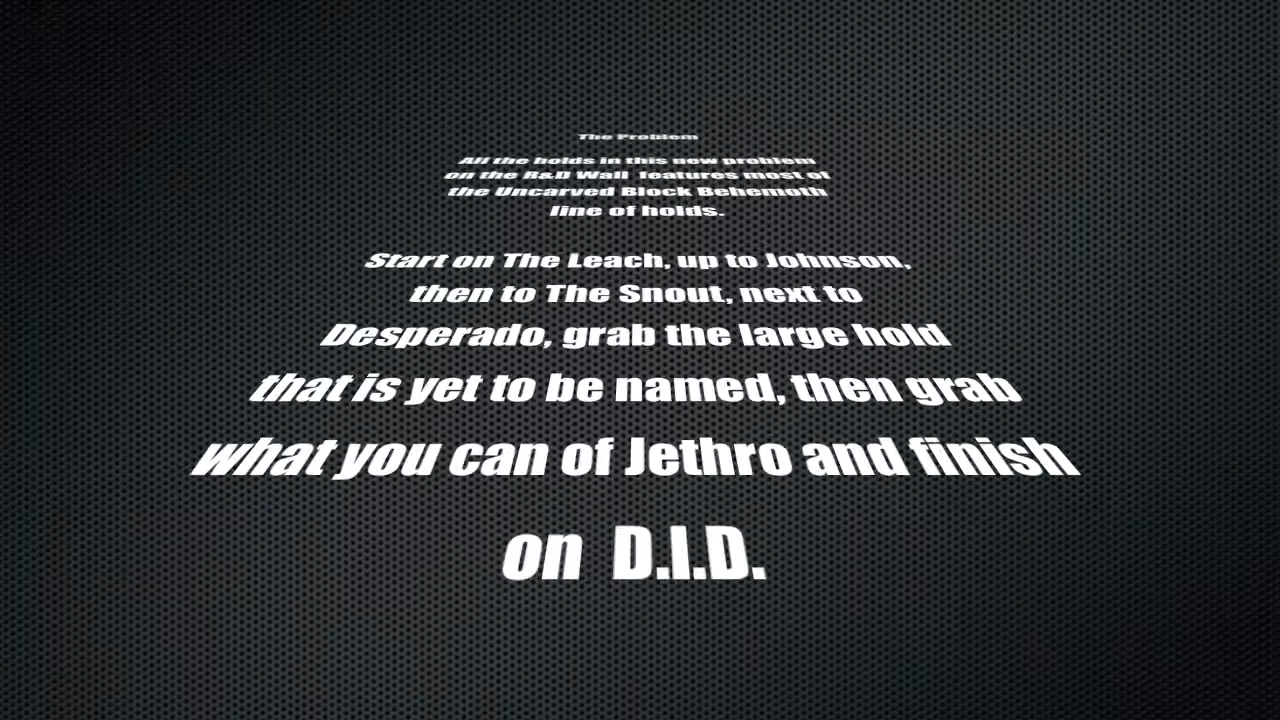 The Problem
All the holds in this new problem
on the R&D Wall features most of
the Uncarved Block Behemoth
line of holds.
Start on The Leach, up to Johnson,
then to The Snout, next to
Desperado, grab the large hold
that is yet to be named, then grab
what you can of Jethro and finish
on D.I.D.